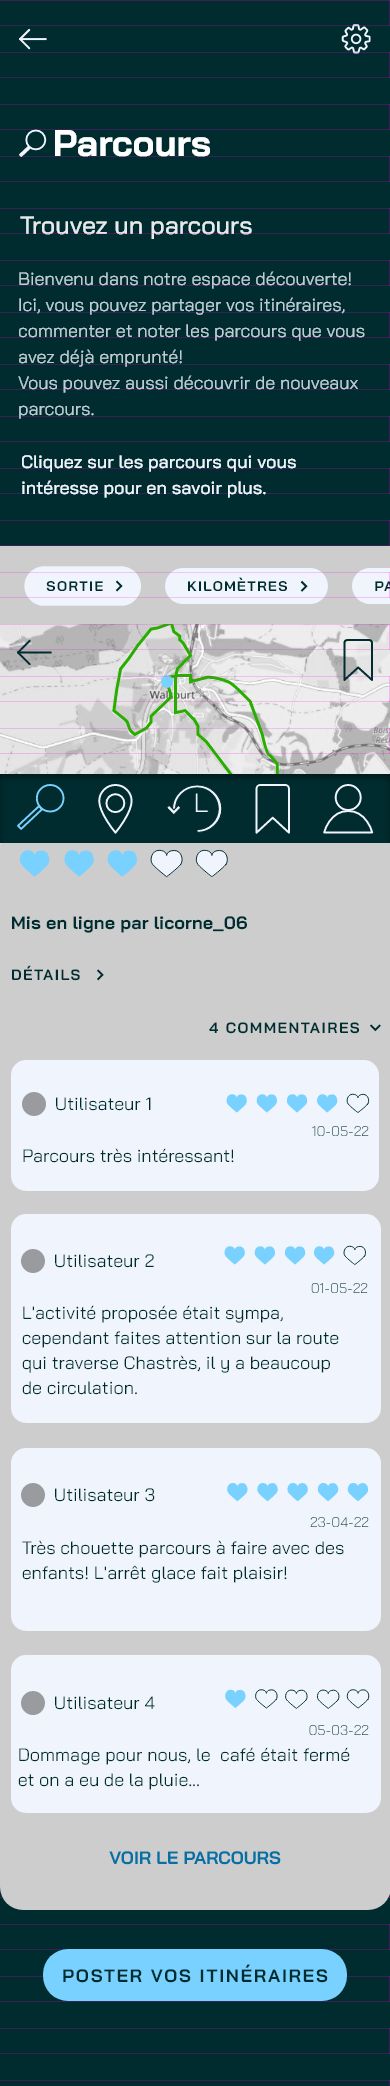 Parcours
Trouvez un parcours
Bienvenu dans notre espace découverte!
Ici, vous pouvez partager vos itinéraires,
commenter et noter les parcours que vous
avez déjà emprunté!
Vous pouvez aussi découvrir de nouveaux
parcours.
Cliquez sur les parcours qui vous
intéresse pour en savoir plus.
SORTIE
KILOMÈTRES
PA
Mis en ligne par licorne_06
DÉTAILS
4 COMMENTAIRES
Utilisateur 1
10-05-22
Parcours très intéressant!
Utilisateur 2
01-05-22
L'activité proposée était sympa,
cependant faites attention sur la route
qui traverse Chastrès, il y a beaucoup
de circulation.
Utilisateur 3
23-04-22
Très chouette parcours à faire avec des
enfants! L'arrêt glace fait plaisir!
Utilisateur 4
05-03-22
Dommage pour nous, le café était fermé
et on a eu de la pluie...
VOIR LE PARCOURS
POSTER VOS ITINÉRAIRES